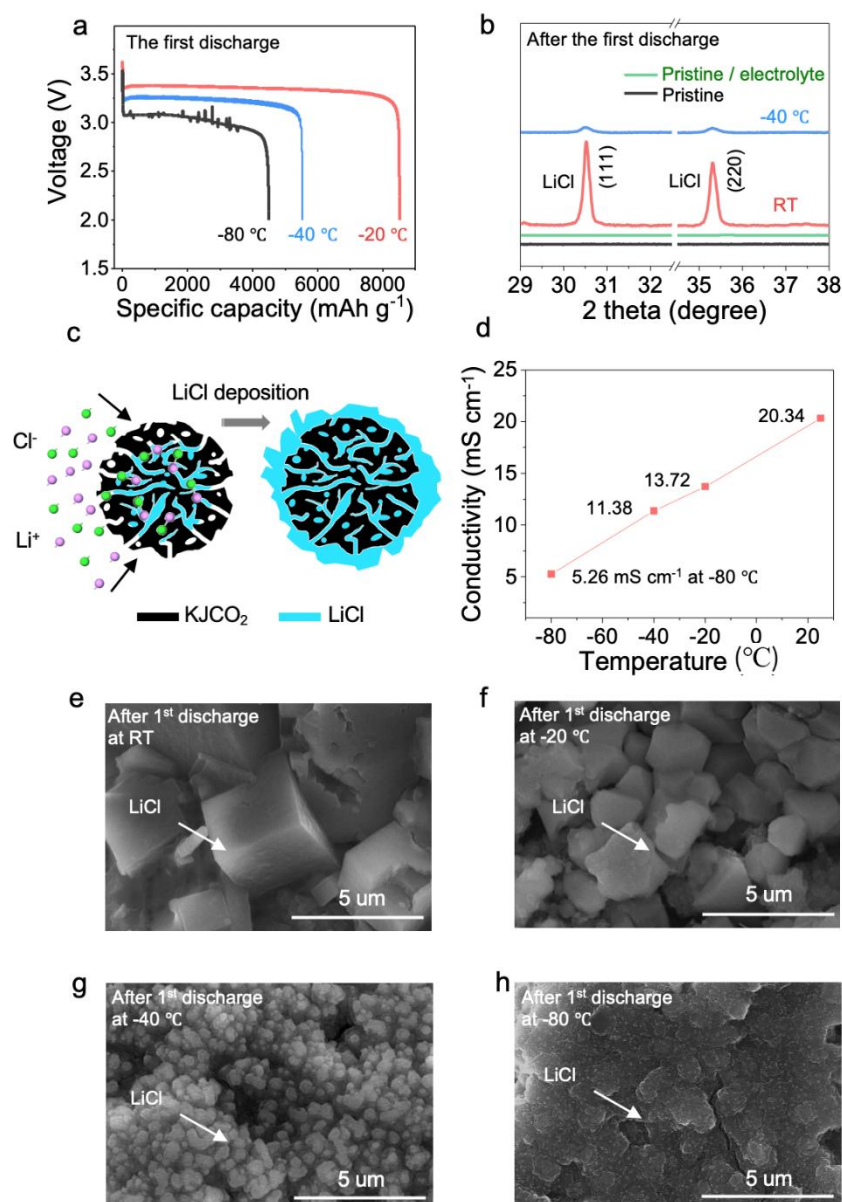 a
The first discharge
3.5
3.0
2.5
2.0
1.5
Voltage (V)
-80 ℃
-40 ℃
-20 ℃
0
2000
4000
6000
8000
Specific capacity (mAh g-1)
b
After the first discharge
Pristine / electrolyte
Pristine
-40 ℃
LiCl
(111)
LiCl
(220)
RT
29
30
31
32
35
36
37
38
2 theta (degree)
c
LiCl deposition
Cl-
Li+
KJCO2
LiCl
d
25
20
15
10
5
Conductivity (mS cm-1)
20.34
13.72
11.38
5.26 mS cm-1 at -80 ℃
-80
-60
-40
-20
0
20
Temperature (℃)
e
After 1st discharge
at RT
LiCl
5 um
f
After 1st discharge
at -20 ℃
LiCl
5 um
g
After 1st discharge
at -40 ℃
LiCl
5 um
h
After 1st discharge
at -80 ℃
LiCl
5 um